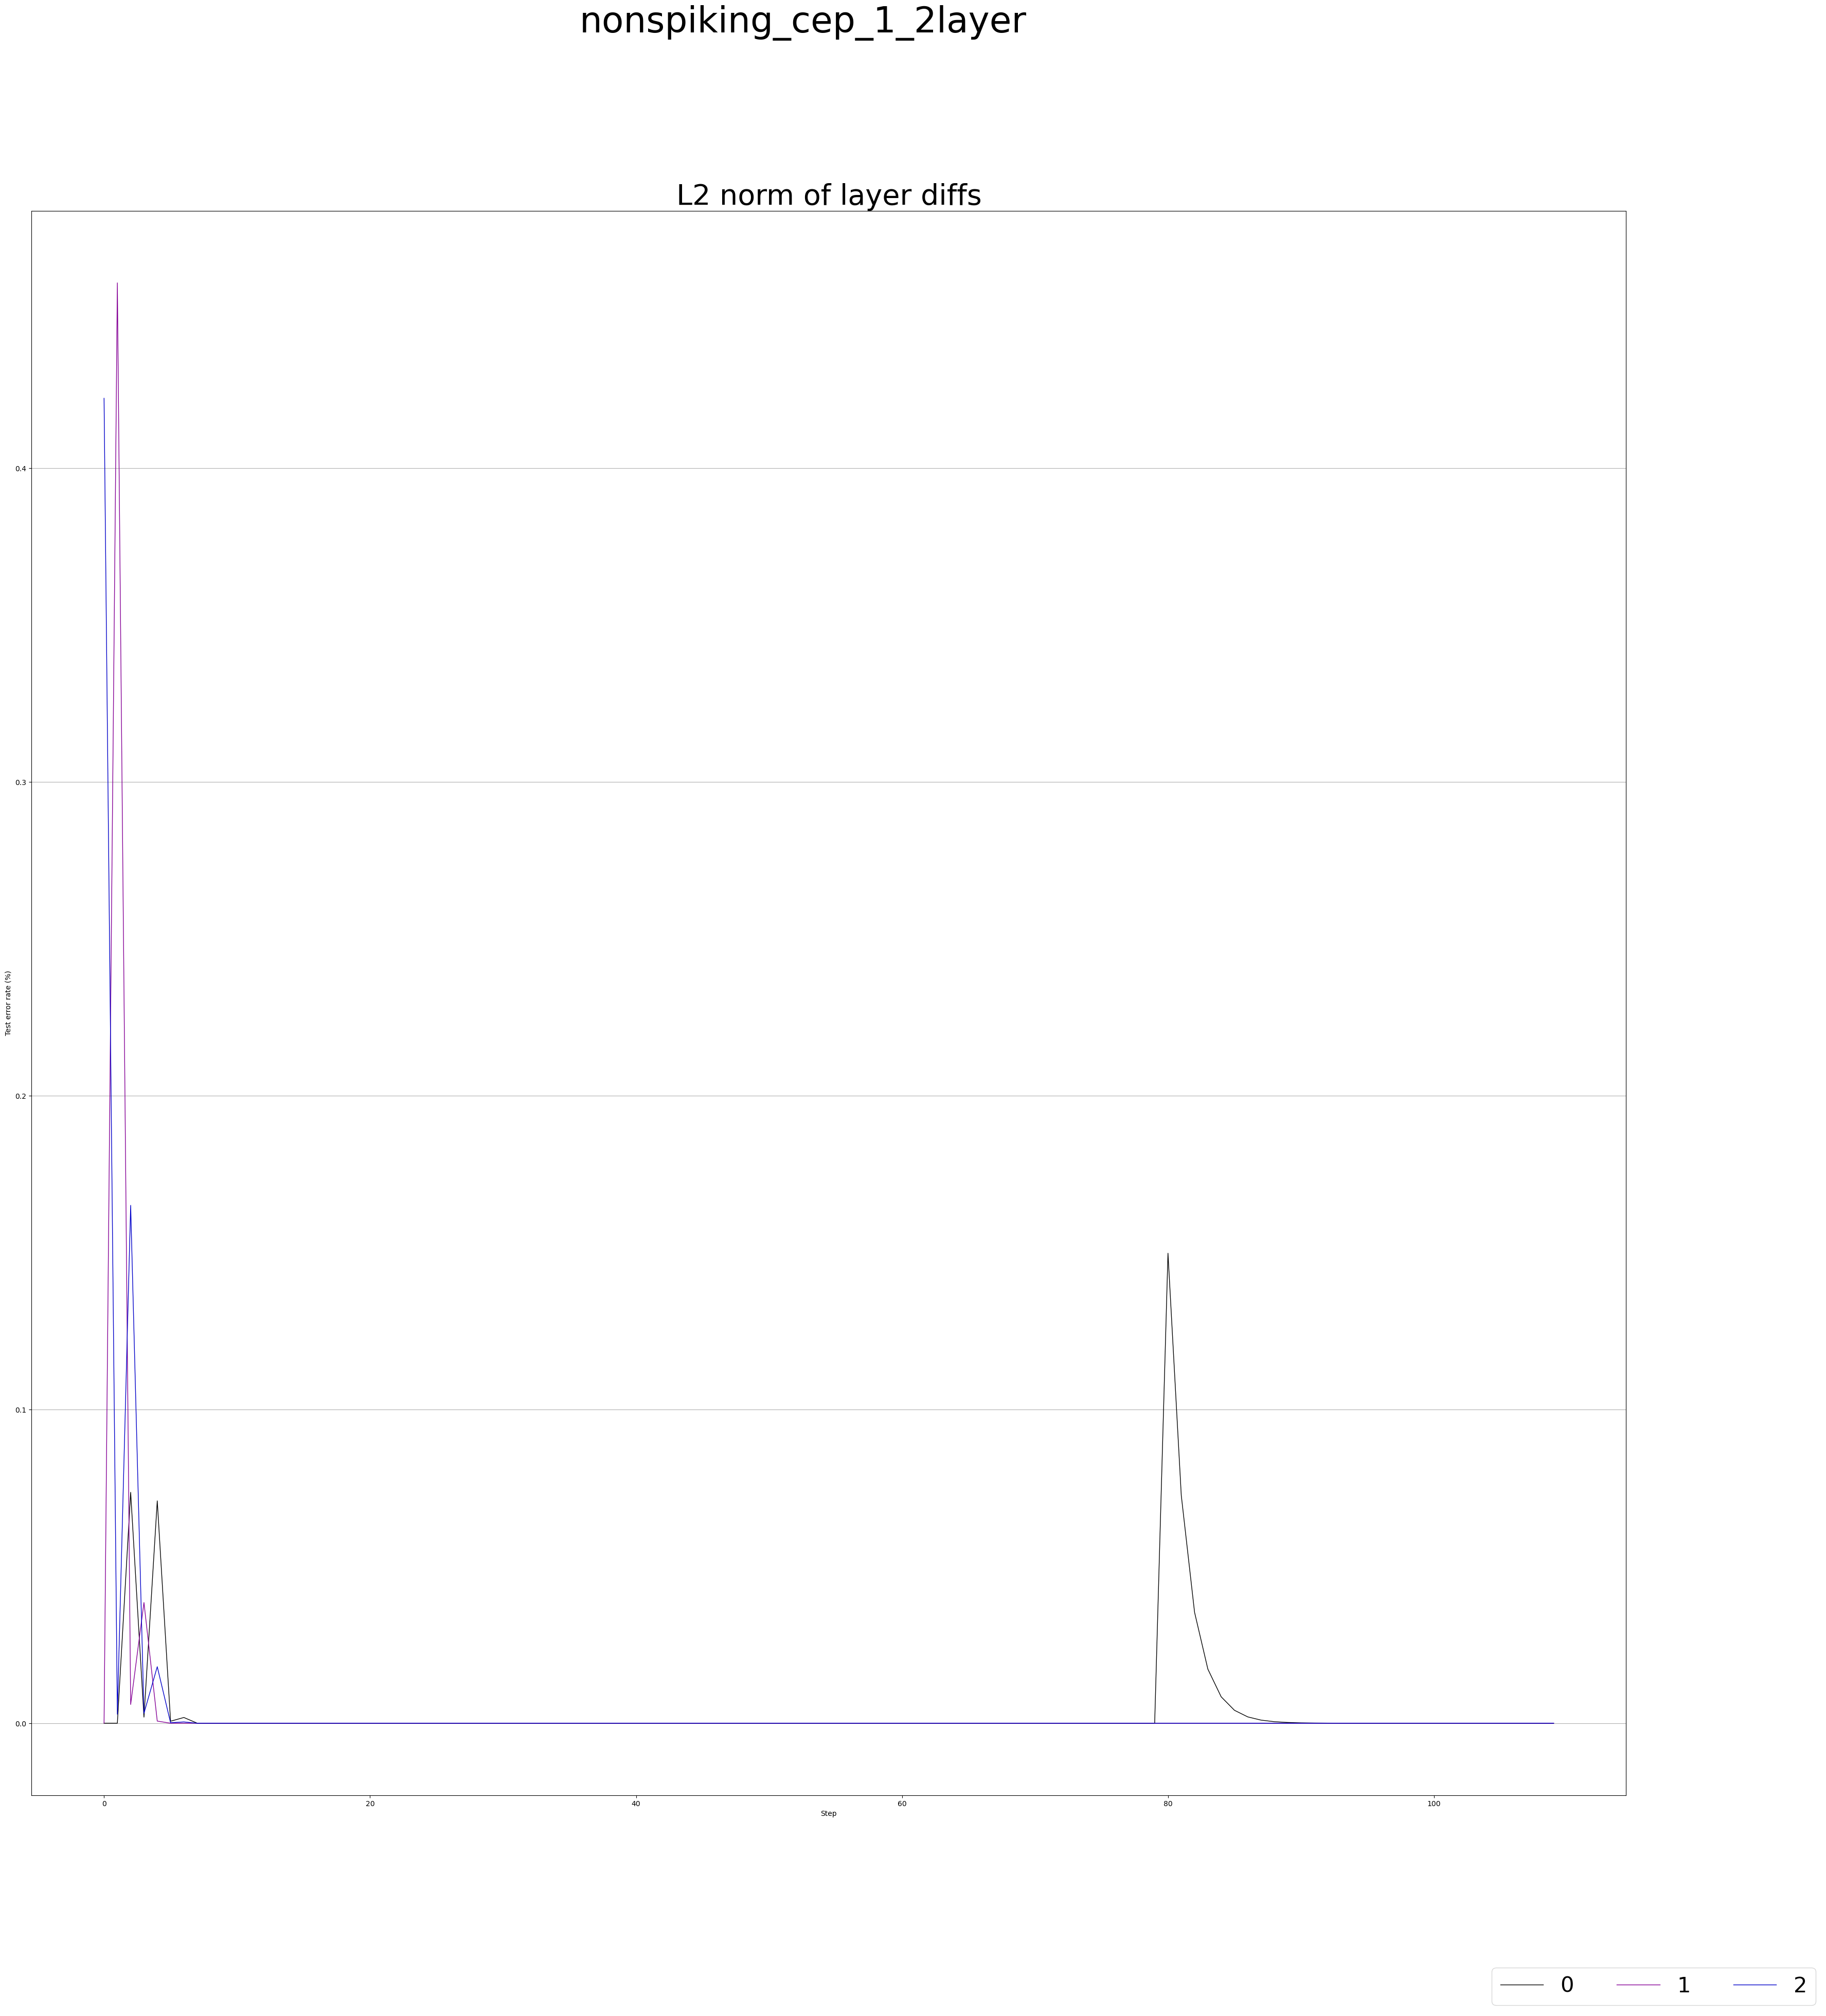 nonspiking_cep_1_2layer
L2 norm of layer diffs
0.4
0.3
0.2
0.1
0.0
Test error rate (%)
0 20 40 60 80 100
Step
0 1 2